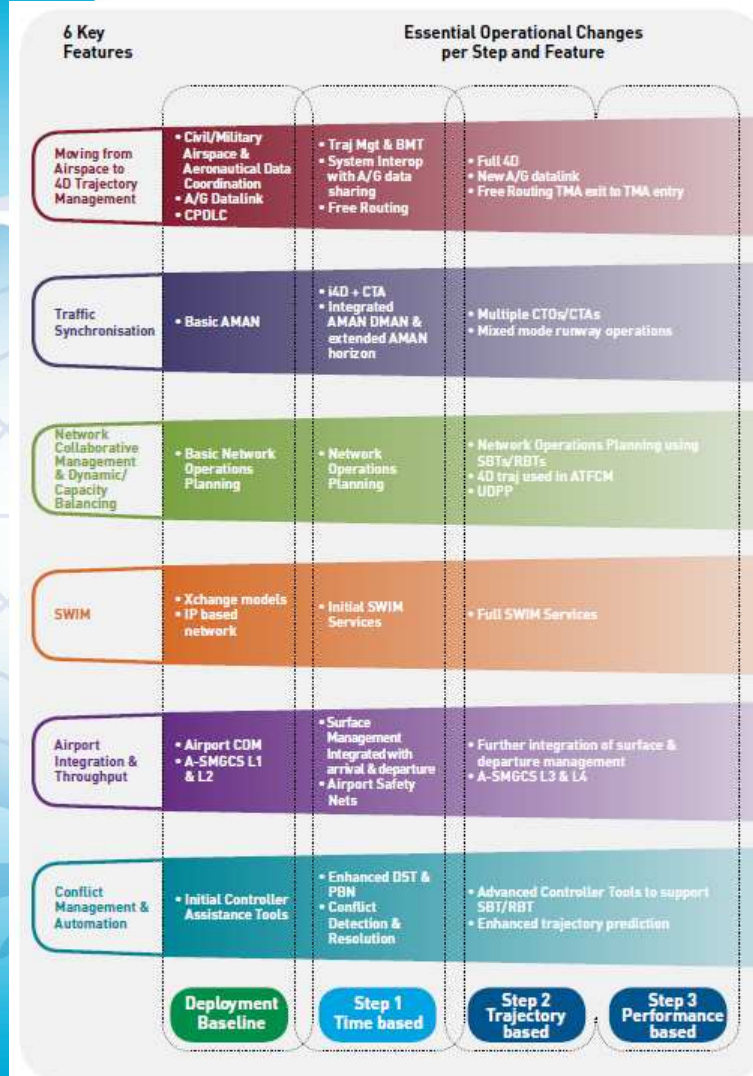 6 Key
Features
Essential Operational Changes
per Step and Feature
Moving from
Airspace to
4D Trajectory
Management
• Civil/Military
Airspace &
Aeronautical Data
Coordination
• A/G Datalink
• CPDLC
• Traj Mgt & BMT
• System Interop
with A/G data
sharing
• Free Routing
• Full 4D
• New A/G datalink
• Free Routing TMA exit to TMA entry
Traffic
Synchronisation
• Basic AMAN
• i4D + CTA
• Integrated
AMAN DMAN &
extended AMAN
horizon
• Multiple CTOs/CTAs
• Mixed mode runway operations
Network
Collaborative
Management
& Dynamic/
Capacity
Balancing
• Basic Network
Operations
Planning
• Network
Operations
Planning
• Network Operations Planning using
SBTs/RBTs
• 4D traj used in ATFCM
• UDPP
SWIM
• Xchange models
• IP based
network
• Initial SWIM
Services
• Full SWIM Services
Airport
Integration &
Throughput
• Airport CDM
• A-SMGCS L1
& L2
• Surface
Management
Integrated with
arrival & departure
• Airport Safety
Nets
• Further integration of surface &
departure management
• A-SMGCS L3 & L4
Conflict
Management &
Automation
• Initial Controller
Assistance Tools
• Enhanced DST &
PBN
• Conflict
Detection &
Resolution
• Advanced Controller Tools to support
SBT/RBT
• Enhanced trajectory prediction
Deployment
Baseline
Step 1
Time based
Step 2
Trajectory
based
Step 3
Performance
based